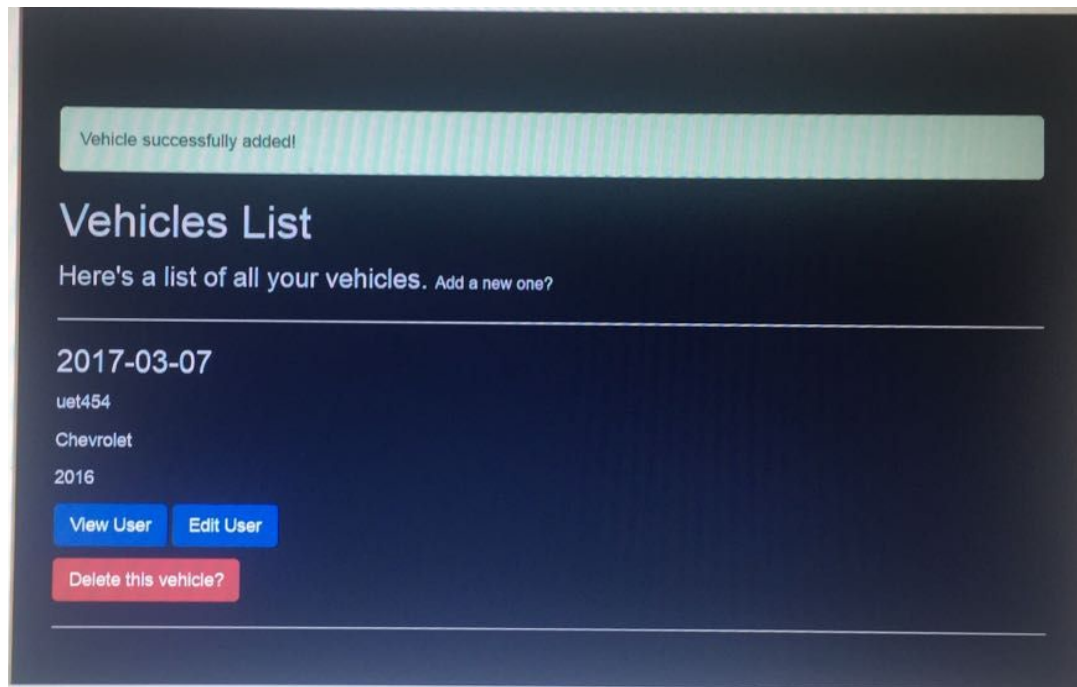 Vehicle successfully added!
Vehicles List
Here's a list of all your vehicles. Add a new one?
2017-03-07
uet454
Chevrolet
2016
View User Edit User
Delete this vehicle?